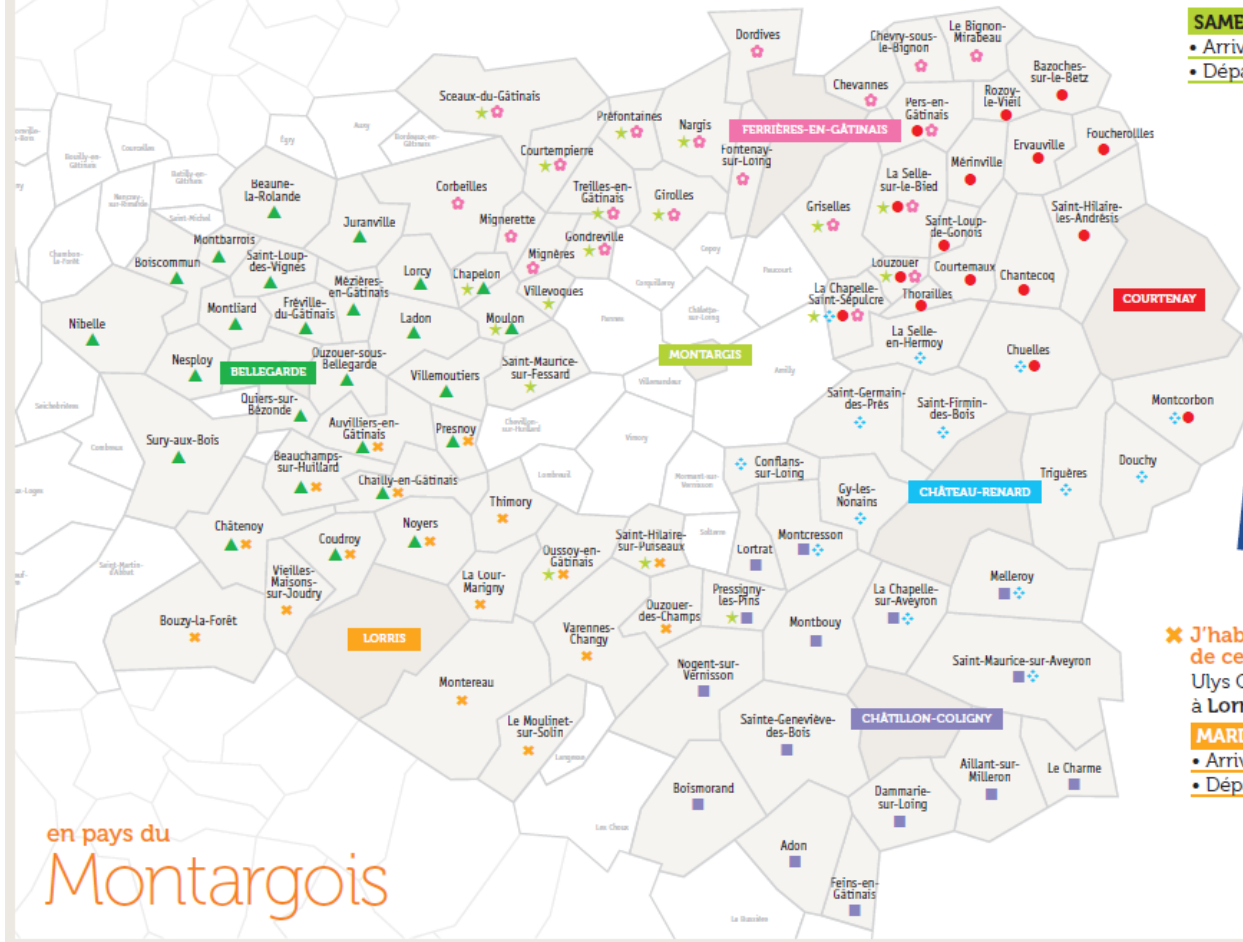 SAME
• Arriv
• Dépa
Dordives
Chevry-sous-
le-Bignon
Le Bignon-
Mirabeau
Bazoches-
sur-le-Betz
Sceaux-du-Gâtinais
Chevannes
Rozoy-
le-Vieil
Préfontaines
Nargis
Pers-en-
Gâtinais
FERRIÈRES-EN-GÂTINAIS
Foucherollles
Courtempierre
Fontenay-
sur-Loing
Ervauville
Mérinville
Beaune-
la-Rolande
Corbeilles
Treilles-en-
Gâtinais
Girolles
La Selle-
sur-le-Bied
Griselles
Saint-Hilaire-
les-Andrésis
Juranville
Mignerette
Saint-Loup-
de-Gonois
Montbarrois
Gondreville
Boiscommun
Saint-Loup-
des-Vignes
Mignères
Lorcy
Chapelon
Louzouer
Courtemaux
Chantecoq
Mézières-
en-Gâtinais
Villevoques
La Chapelle-
Saint-Sépulcre
Thorailles
COURTENAY
Montliard
Fréville-
du-Gâtinais
Nibelle
Ladon
Moulon
La Selle-
en-Hermoy
Chuelles
Nesploy
BELLEGARDE
Ouzouer-sous-
Bellegarde
MONTARGIS
Villemoutiers
Saint-Maurice-
sur-Fessard
Quiers-sur-
Bézonde
Saint-Germain-
des-Prés
Saint-Firmin-
des-Bois
Montcorbon
Auvilliers-en-
Gâtinais
Presnoy
Sury-aux-Bois
Beauchamps-
sur-Huillard
Conflans-
sur-Loing
Douchy
Chailly-en-Gâtinais
Triguères
Gy-les-
Nonains
CHÂTEAU-RENARD
Thimory
Châtenoy
Coudroy
Noyers
Saint-Hilaire-
sur-Puiseaux
Montcresson
Oussoy-en-
Gâtinais
Lortrat
Vieilles-
Maisons-
sur-Joudry
La Cour-
Marigny
Pressigny-
les-Pins
La Chapelle-
sur-Aveyron
Melleroy
Bouzy-la-Forêt
Ouzouer-
des-Champs
LORRIS
Varennes-
Changy
Montbouy
J'hab
de ce
Ulys
à Lorr
MARD
• Arriv
• Dép
Nogent-sur-
Vernisson
Saint-Maurice-sur-Aveyron
Montereau
Le Moulinet-
sur-Solin
Sainte-Geneviève-
des-Bois
CHÂTILLON-COLIGNY
Boismorand
Aillant-sur-
Milleron
Le Charme
Dammarie-
sur-Loing
Adon
Feins-en-
Gâtinais
en pays du
Montargois